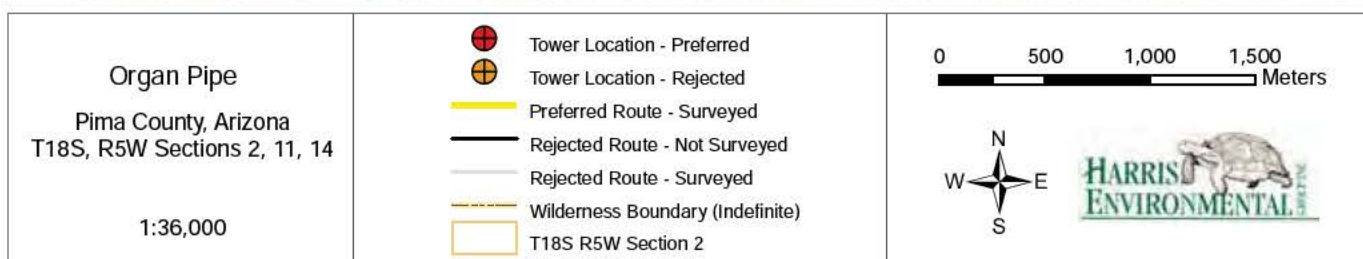 Organ Pipe
Pima County, Arizona
T18S, R5W Sections 2, 11, 14
1:36,000
Tower Location - Preferred
Tower Location - Rejected
Preferred Route - Surveyed
Rejected Route - Not Surveyed
Rejected Route - Surveyed
Wilderness Boundary (Indefinite)
T18S R5W Section 2
0 500 1,000 1,500
Meters
N
W E
S
HARRIS
ENVIRONMENTAL